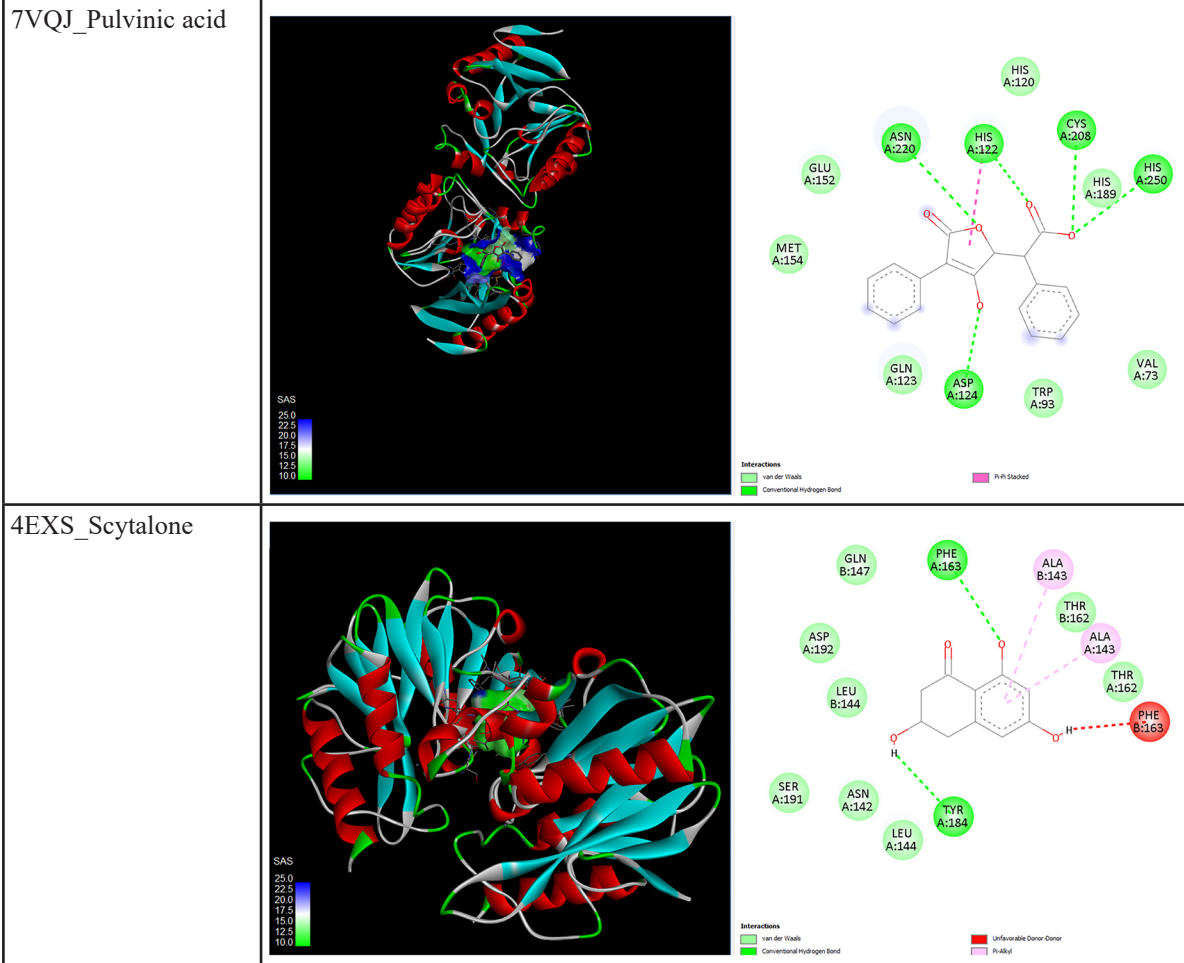 7VQJ_Pulvinic acid
SAS
25.0
22.5
20.0
17.5
15.0
12.5
10.0
HIS
A:120
ASN
A:220
HIS
A:122
CYS
A:208
GLU
A:152
HIS
A:189
HIS
A:250
MET
A:154
O
O
O
O
O
GLN
A:123
ASP
A:124
TRP
A:93
VAL
A:73
Interactions
van der Waals
Conventional Hydrogen Bond
Pi-Pi Stacked
4EXS_Scytalone
SAS
25.0
22.5
20.0
17.5
15.0
12.5
10.0
GLN
B:147
PHE
A:163
ALA
B:143
THR
B:162
ASP
A:192
ALA
A:143
O
O
LEU
B:144
THR
A:162
PHE
B:163
O
H
O
H
SER
A:191
ASN
A:142
TYR
A:184
LEU
A:144
Interactions
van der Waals
Conventional Hydrogen Bond
Unfavorable Donor-Donor
Pi-Alkyl